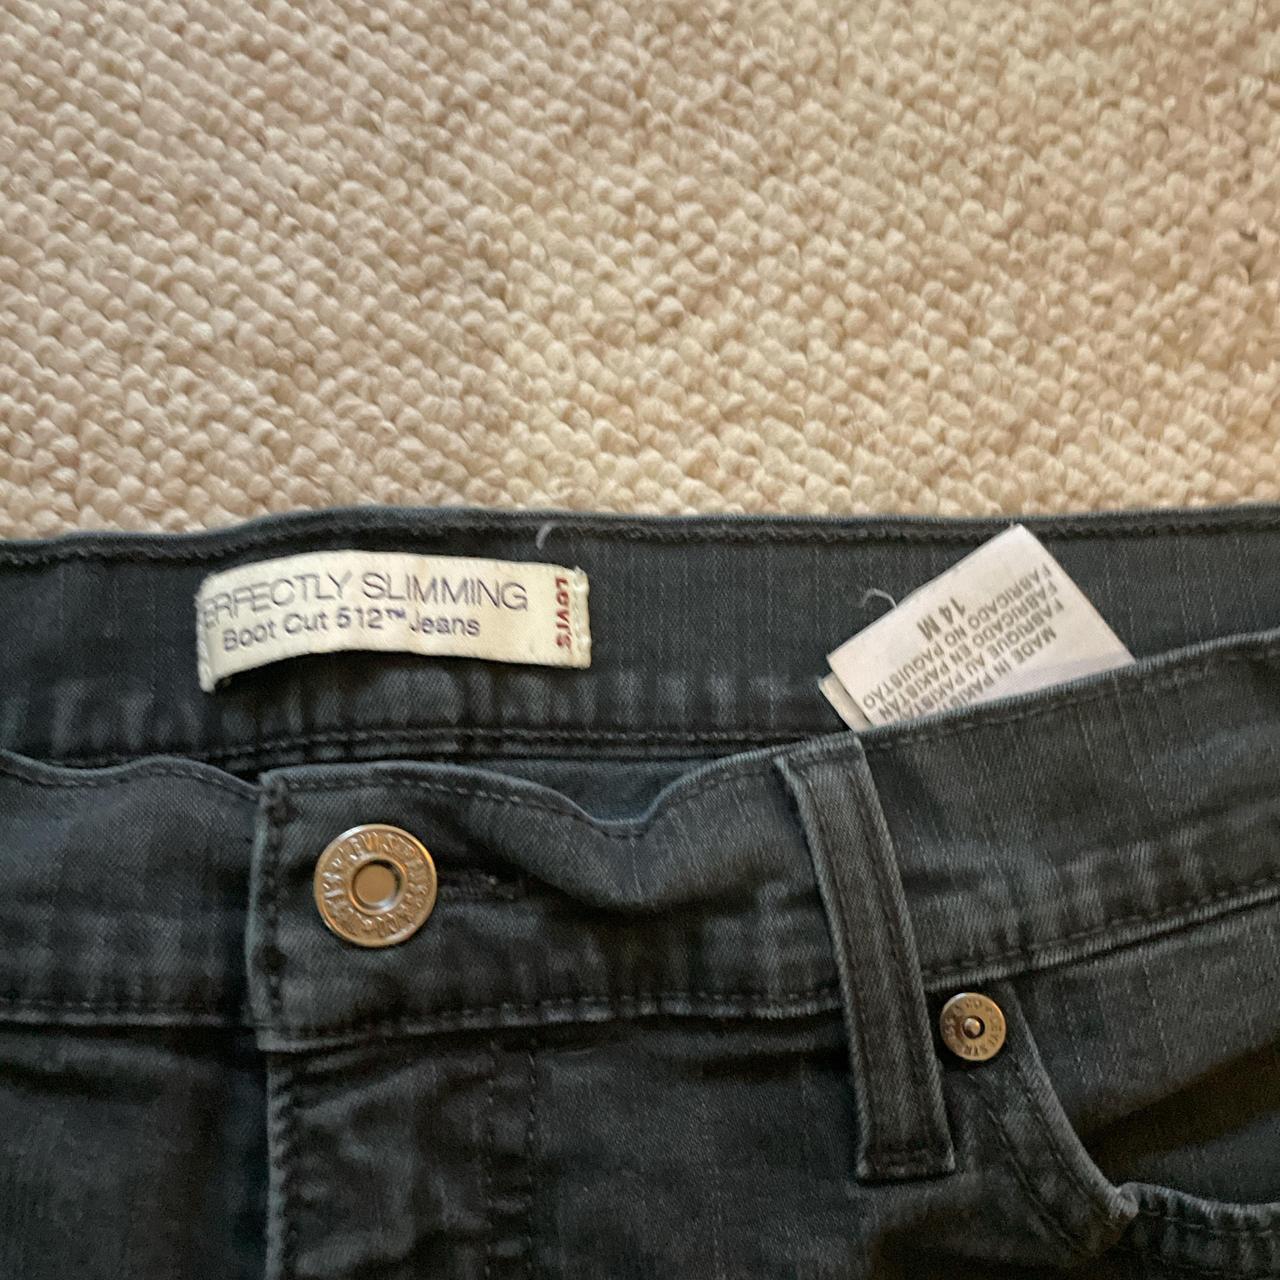 ERFECTLY SLIMMING
Boot Cut 512™ Jeans
LEVI'S
14 M
MADE IN PAKISTAN
FABRIQUE AU PAKISTAN
FABRICADO EN PAKISTAN
FABRICADO NO PAQUISTAO